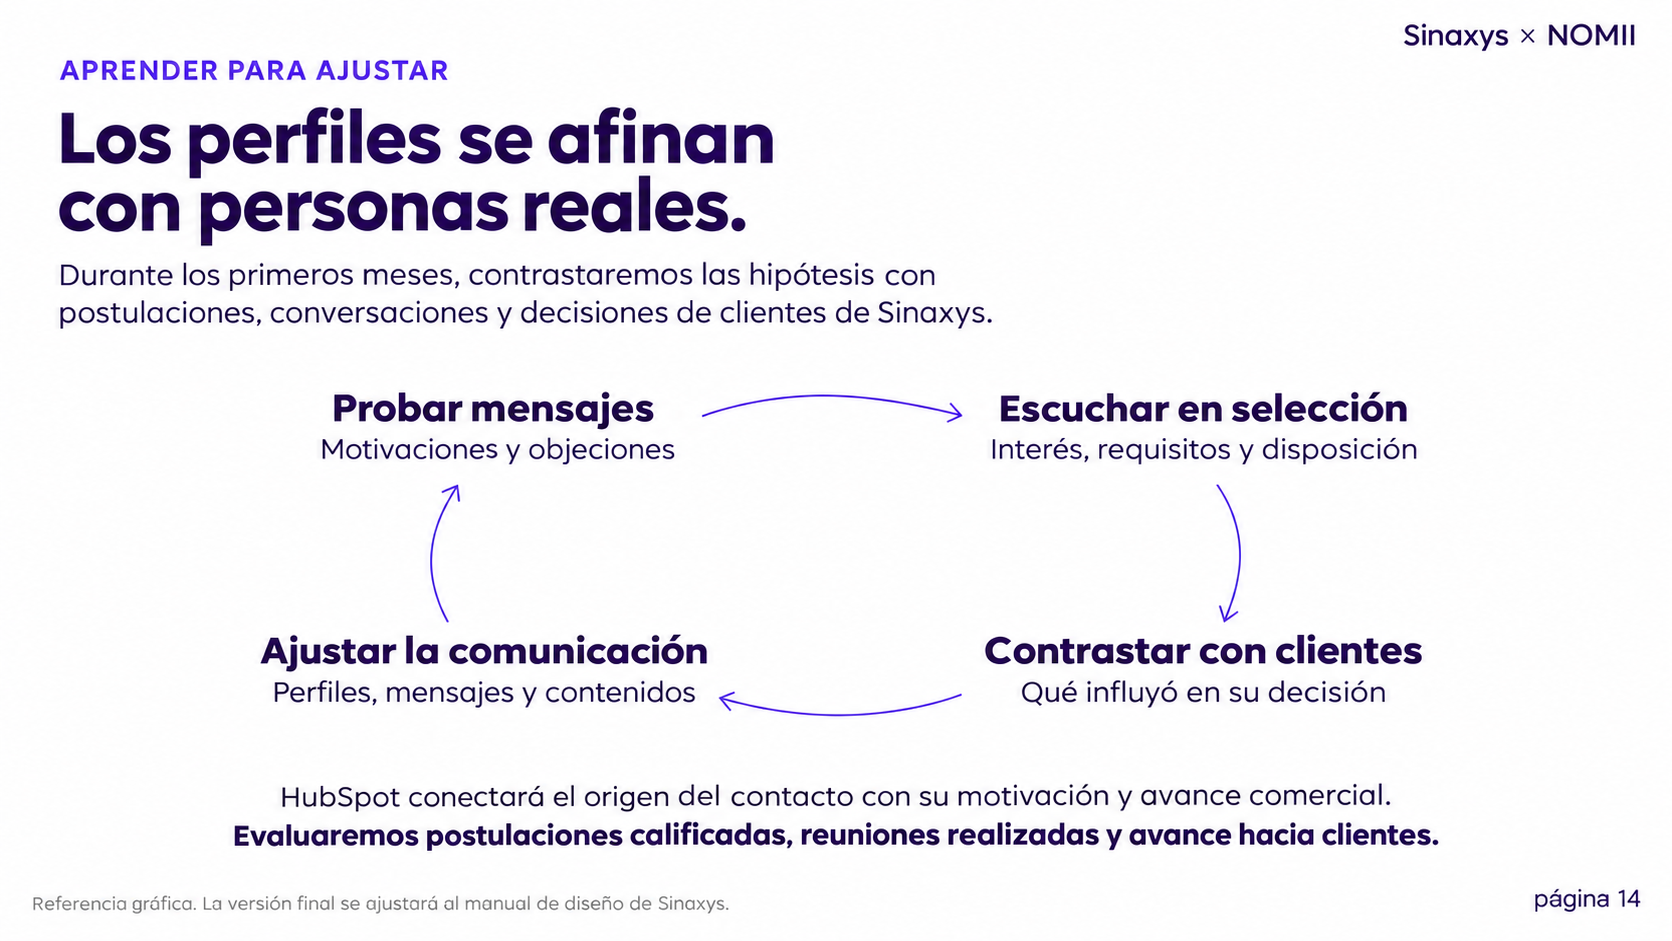 Sinaxys × NOMII
APRENDER PARA AJUSTAR
Los perfiles se afinan
con personas reales.
Durante los primeros meses, contrastaremos las hipótesis con
postulaciones, conversaciones y decisiones de clientes de Sinaxys.
Probar mensajes
Motivaciones y objeciones
Escuchar en selección
Interés, requisitos y disposición
Contrastar con clientes
Qué influyó en su decisión
Ajustar la comunicación
Perfiles, mensajes y contenidos
HubSpot conectará el origen del contacto con su motivación y avance comercial.
Evaluaremos postulaciones calificadas, reuniones realizadas y avance hacia clientes.
Referencia gráfica. La versión final se ajustará al manual de diseño de Sinaxys.
página 14